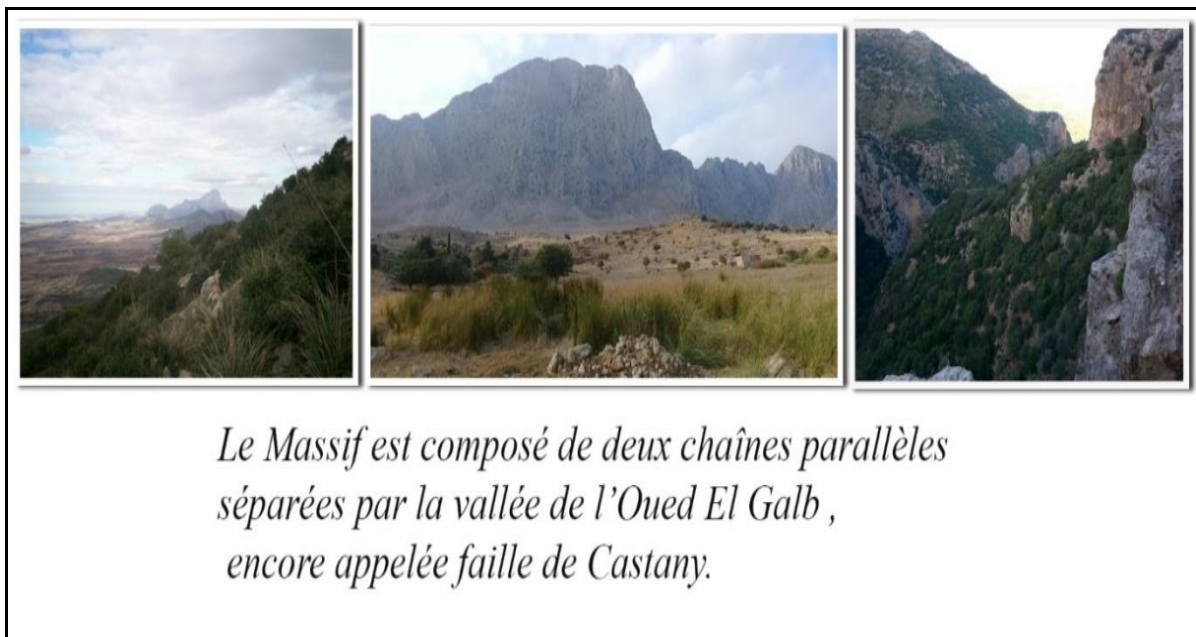 Le Massif est composé de deux chaînes parallèles
séparées par la vallée de l’Oued El Galb ,
encore appelée faille de Castany.